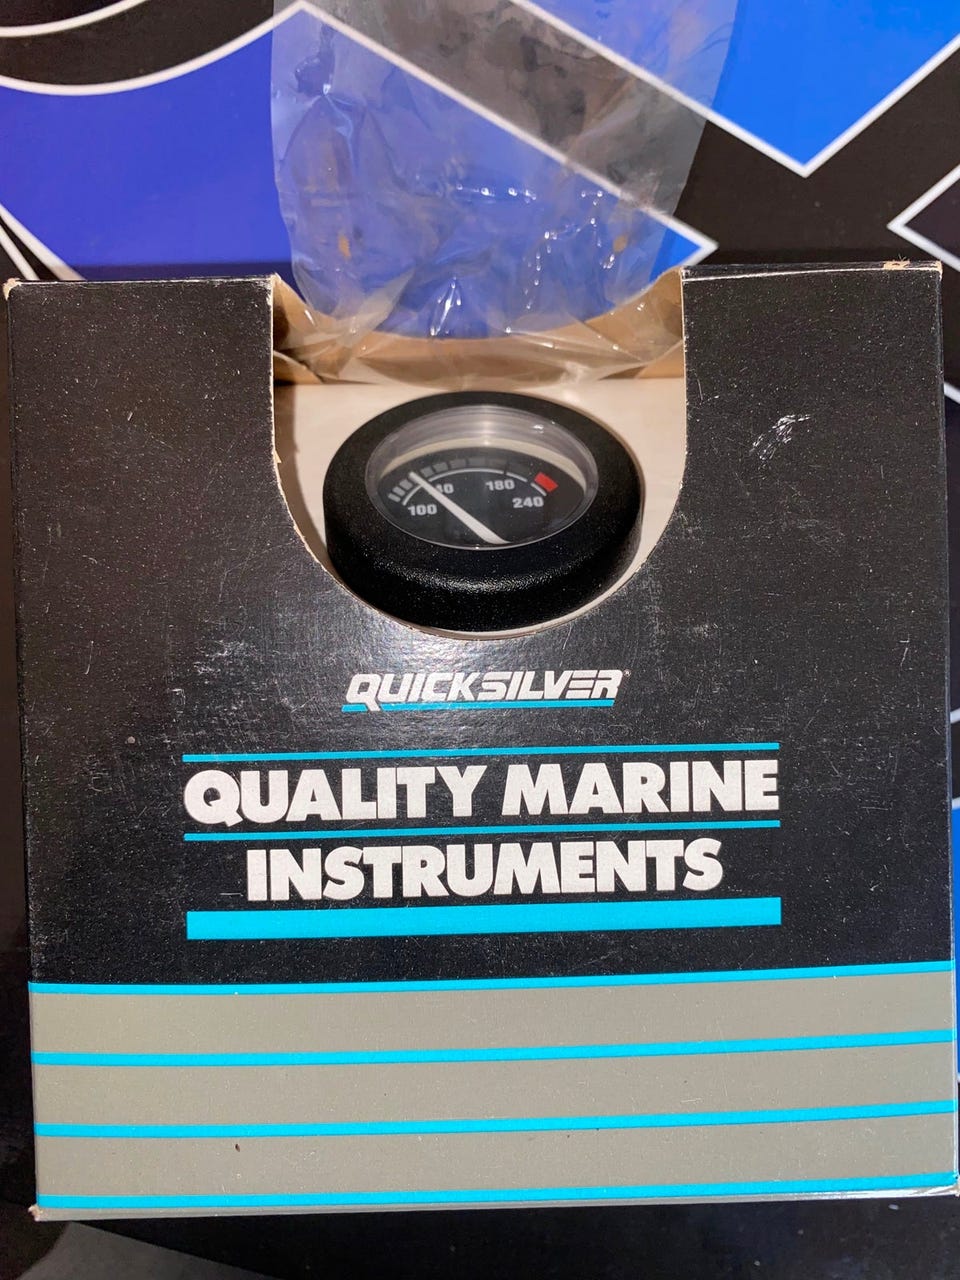 180
100
240
QUICKSILVER®
QUALITY MARINE
INSTRUMENTS